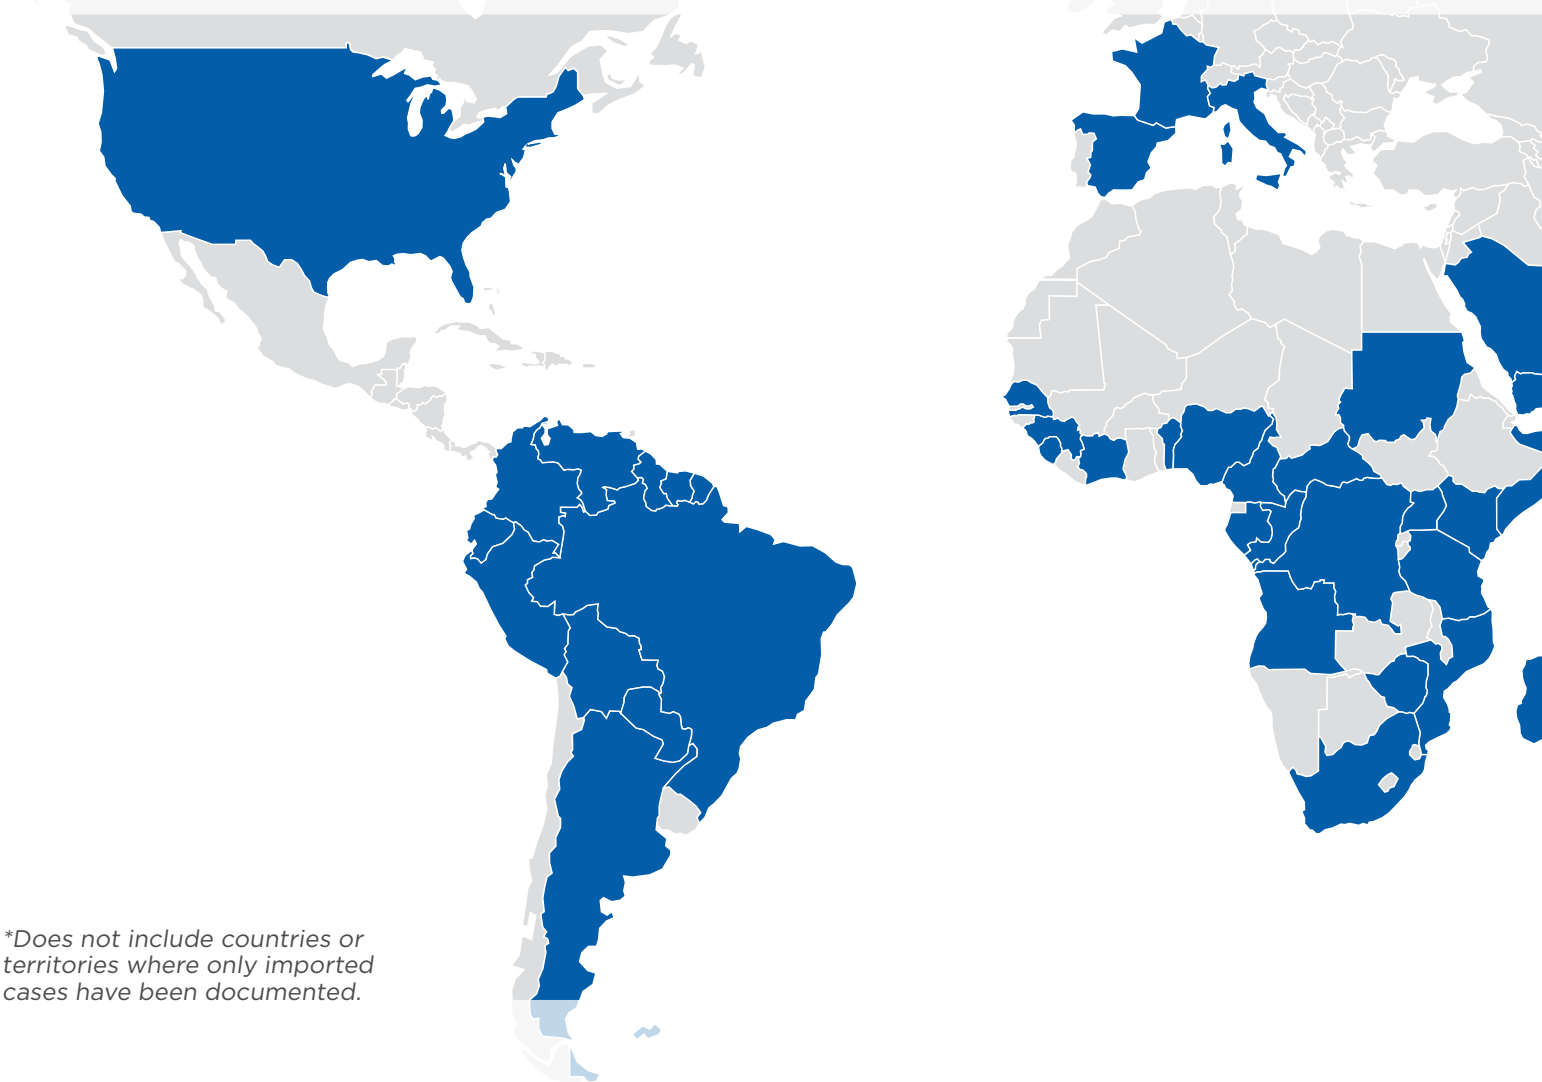 *Does not include countries or
territories where only imported
cases have been documented.